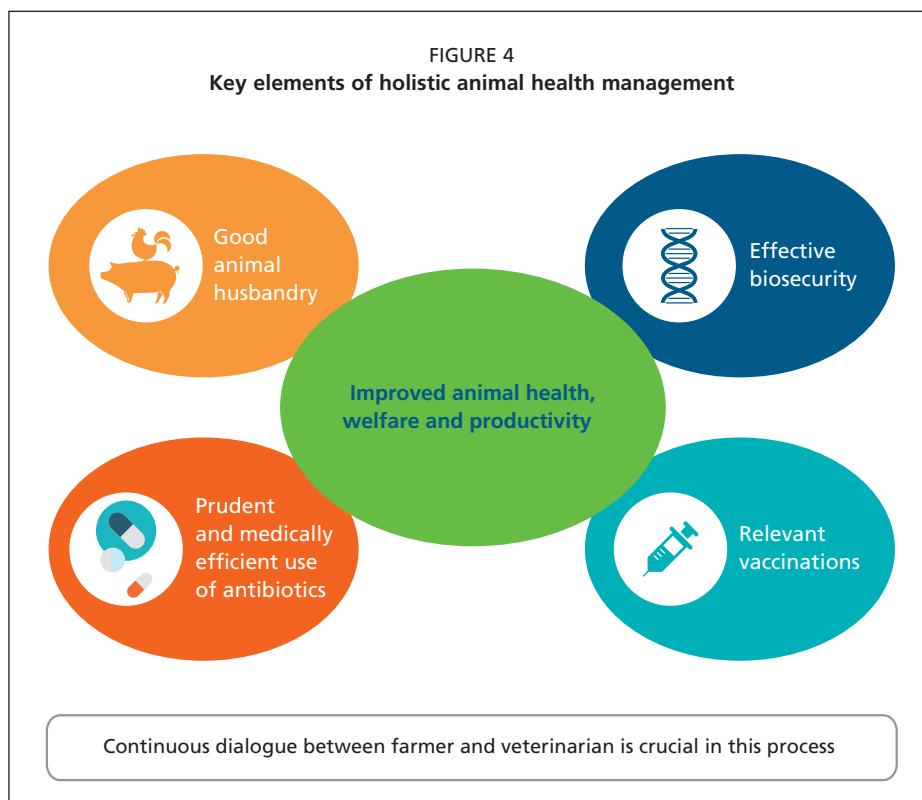 FIGURE 4
Key elements of holistic animal health management
Good
animal
husbandry
Effective
biosecurity
Improved animal health,
welfare and productivity
Prudent
and medically
efficient use
of antibiotics
Relevant
vaccinations
Continuous dialogue between farmer and veterinarian is crucial in this process